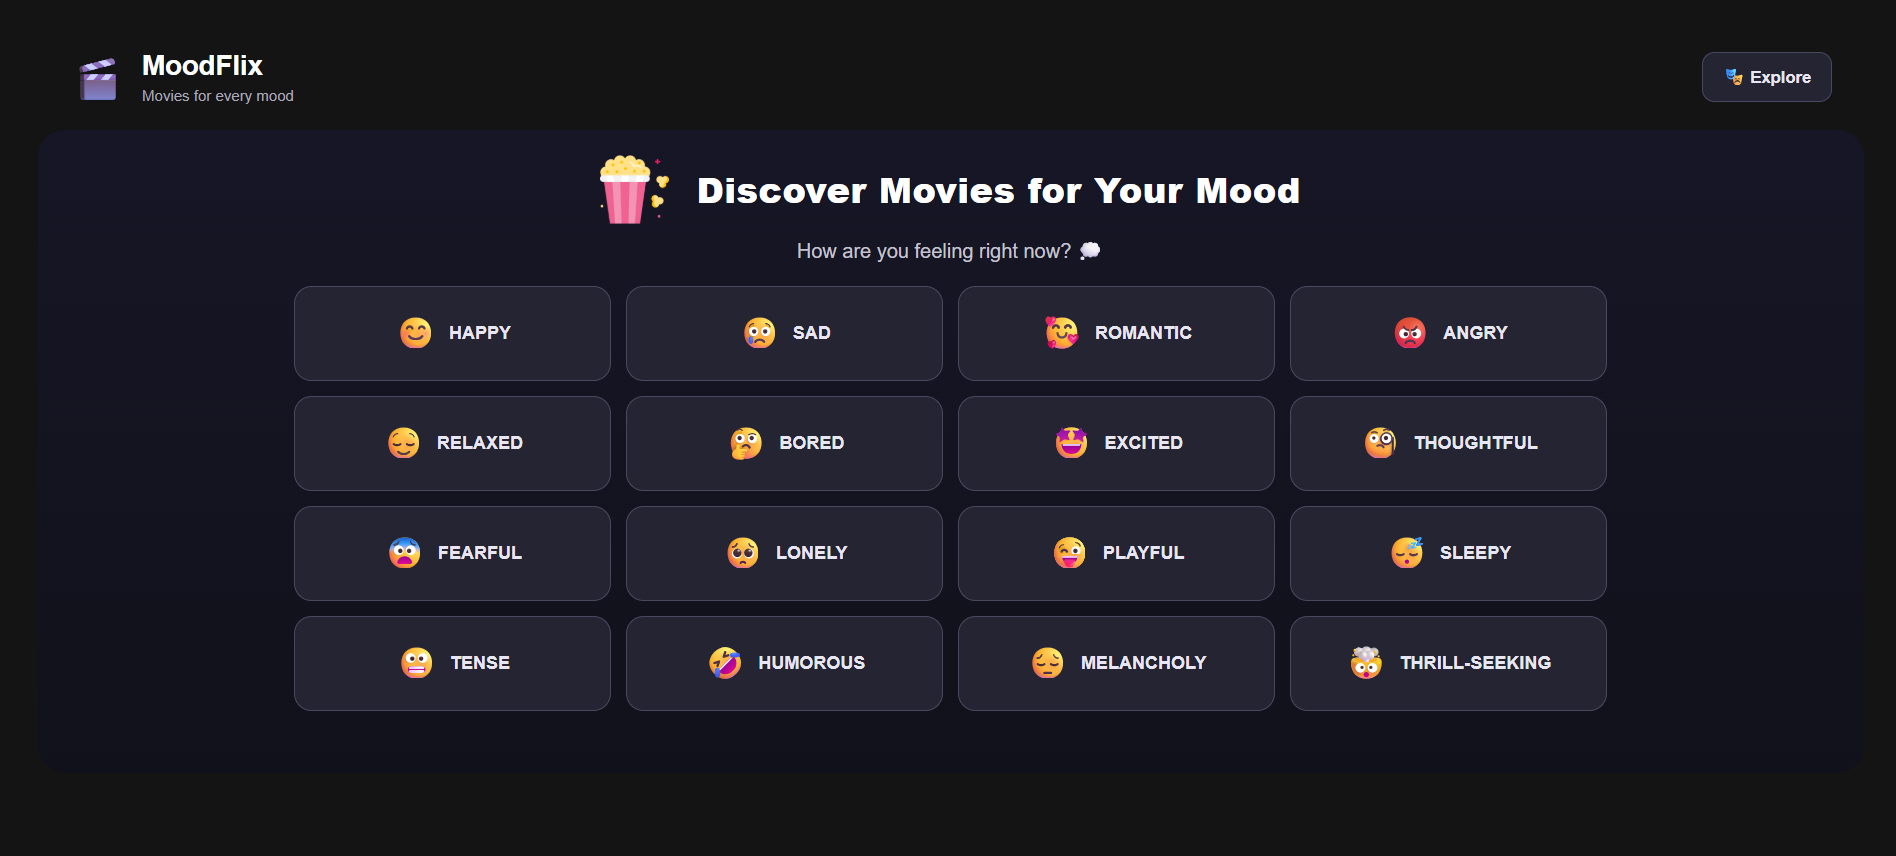 MoodFlix
Movies for every mood
Explore
Discover Movies for Your Mood
How are you feeling right now?
HAPPY
SAD
ROMANTIC
ANGRY
RELAXED
BORED
EXCITED
THOUGHTFUL
FEARFUL
LONELY
PLAYFUL
SLEEPY
TENSE
HUMOROUS
MELANCHOLY
THRILL-SEEKING